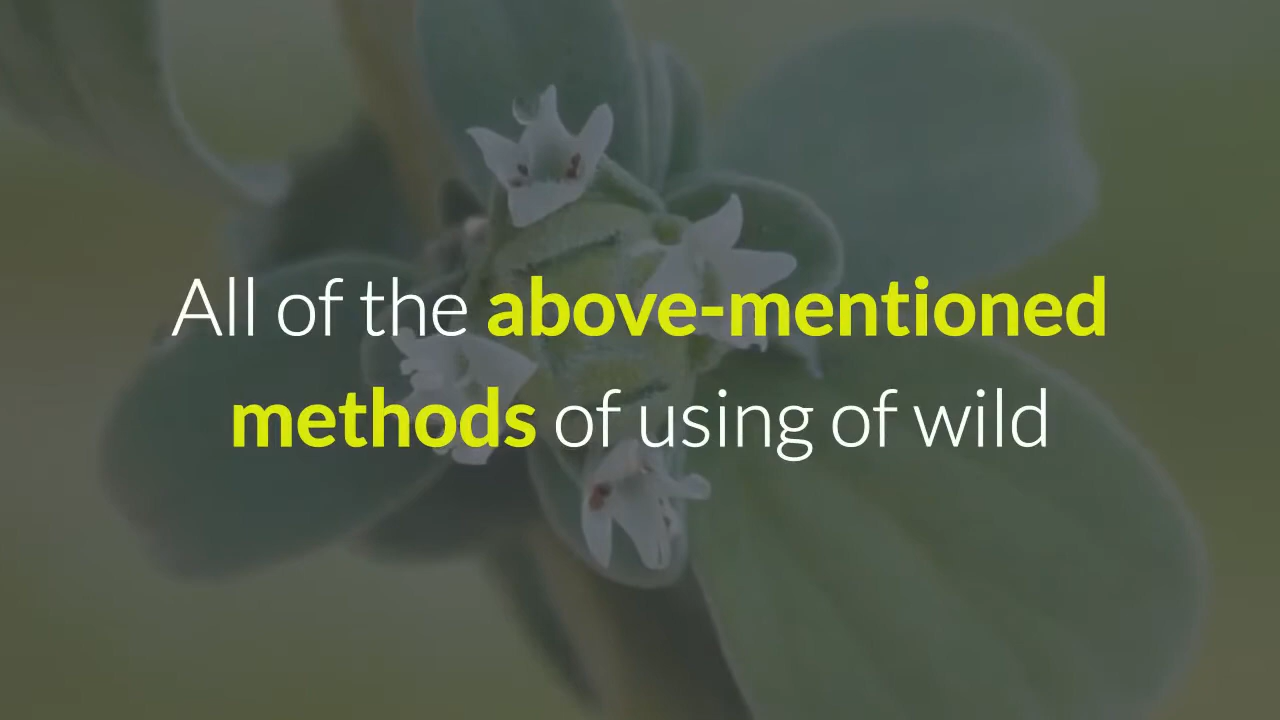 All of the above-mentioned
methods of using of wild